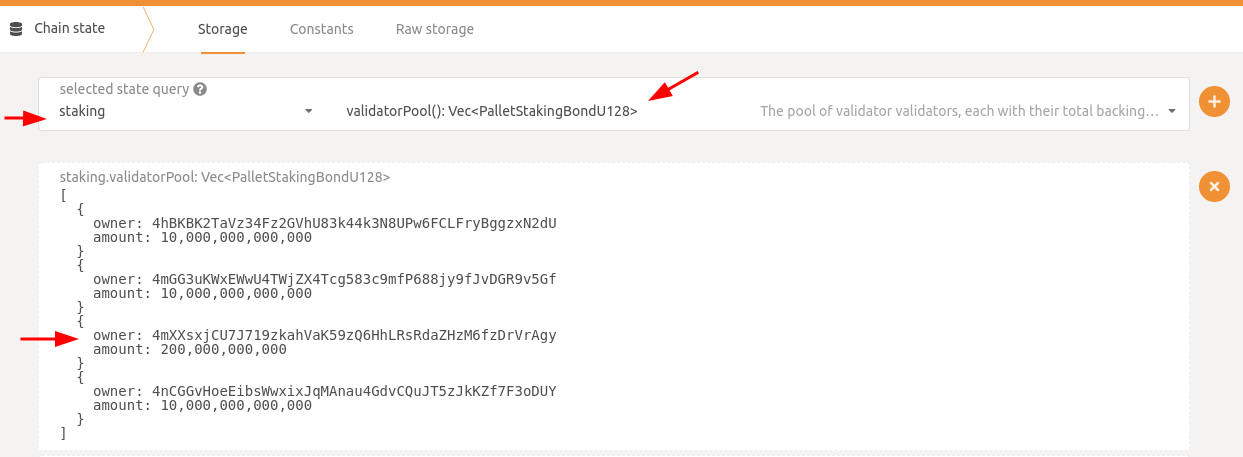 Chain state
Storage
Constants
Raw storage
selected state query ?
staking
validatorPool(): Vec<PalletStakingBondU128>
The pool of validator validators, each with their total backing…
staking.validatorPool: Vec<PalletStakingBondU128>
[
{
owner: 4hBKBK2TaVz34Fz2GVhU83k44k3N8UPw6FCLFryBggzxN2dU
amount: 10,000,000,000,000
}
{
owner: 4mGG3uKWxEWwU4TWjZX4Tcg583c9mfP688jy9fJvDGR9v5Gf
amount: 10,000,000,000,000
}
{
owner: 4mXXsxjCU7J719zkahVaK59zQ6HhLRsRdaZHzM6fzDrVrAgy
amount: 200,000,000,000
}
{
owner: 4nCGGvHoeEibsWwxixJqMAnau4GdvCQuJT5zJkKZf7F3oDUY
amount: 10,000,000,000,000
}
]